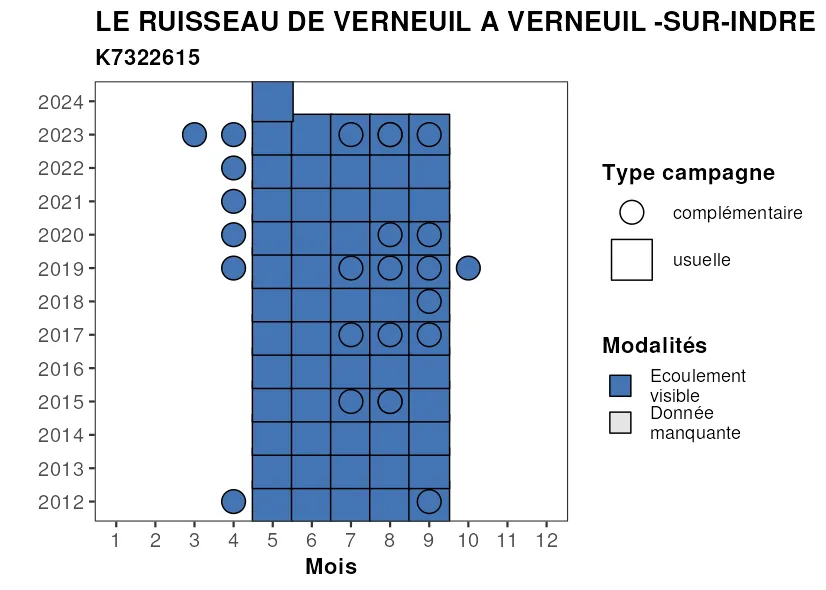 LE RUISSEAU DE VERNEUIL A VERNEUIL -SUR-INDRE
K7322615
2024
2023
2022
2021
2020
2019
2018
2017
2016
2015
2014
2013
2012
1 2 3 4 5 6 7 8 9 10 11 12
Mois
Type campagne
complémentaire
usuelle
Modalités
Ecoulement
visible
Donnée
manquante